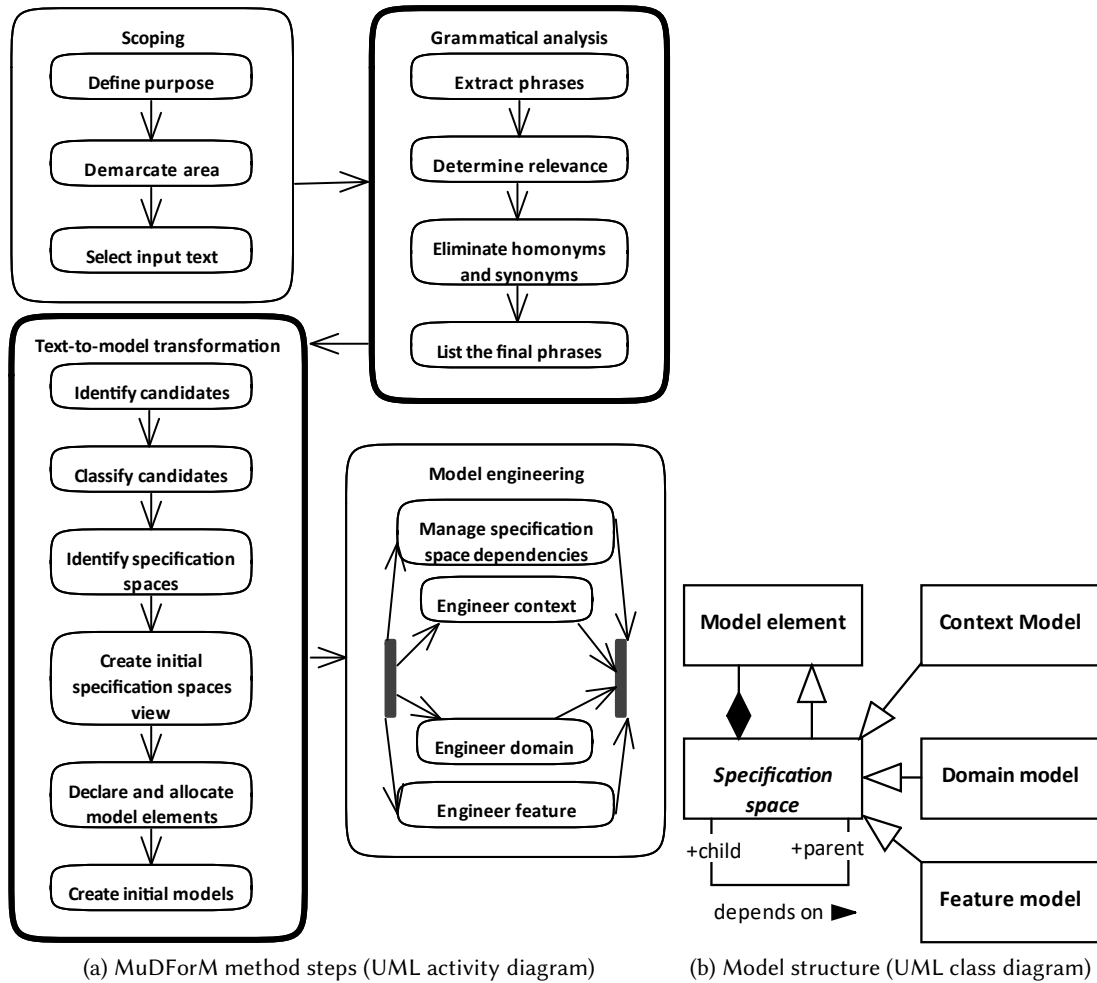 Scoping
Define purpose
Demarcate area
Select input text
Grammatical analysis
Extract phrases
Determine relevance
Eliminate homonyms
and synonyms
List the final phrases
Text-to-model transformation
Identify candidates
Classify candidates
Identify specification
spaces
Create initial
specification spaces
view
Declare and allocate
model elements
Create initial models
Model engineering
Manage specification
space dependencies
Engineer context
Engineer domain
Engineer feature
(a) MuDForM method steps (UML activity diagram)
Model element
Context Model
Specification
space
Domain model
+child
+parent
Feature model
depends on
(b) Model structure (UML class diagram)